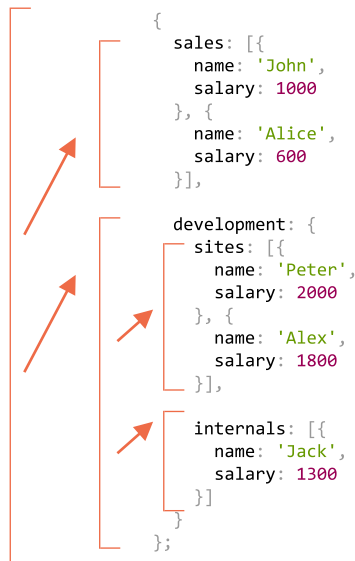 {
sales: [{
name: 'John',
salary: 1000
}, {
name: 'Alice',
salary: 600
}],
development: {
sites: [{
name: 'Peter',
salary: 2000
}, {
name: 'Alex',
salary: 1800
}],
internals: [{
name: 'Jack',
salary: 1300
}]
}
};